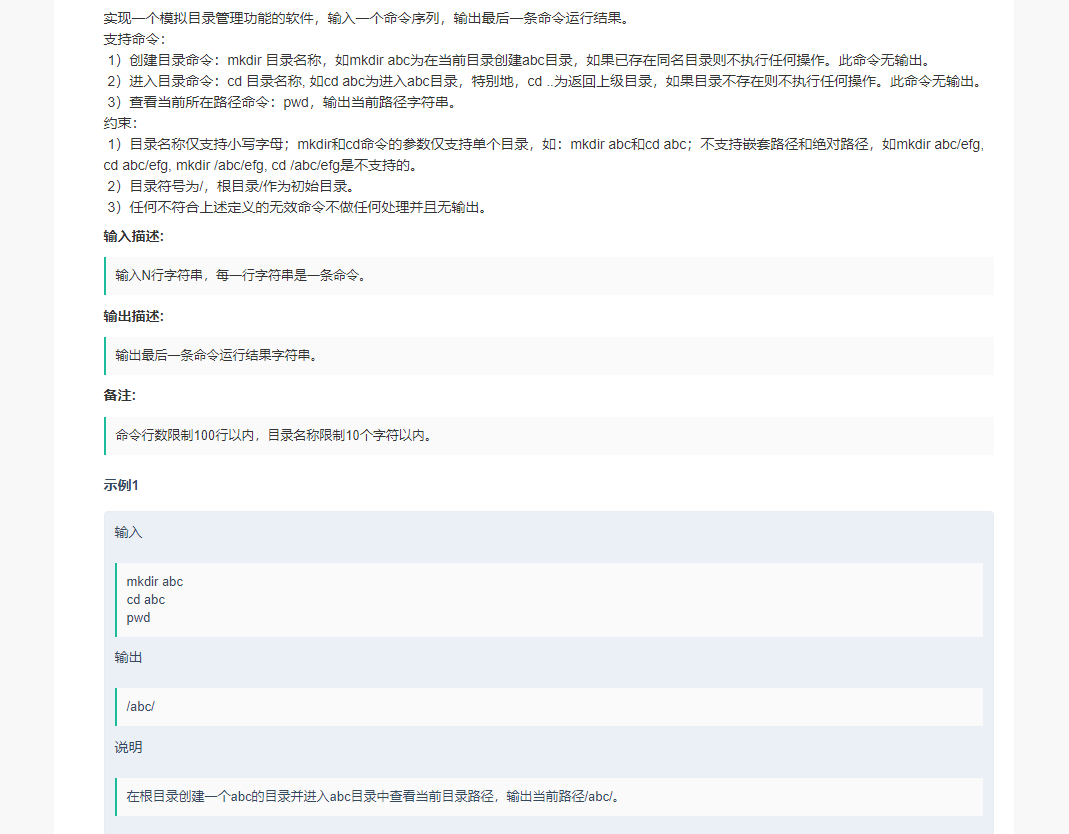 实现一个模拟目录管理功能的软件，输入一个命令序列，输出最后一条命令运行结果。
支持命令：
1）创建目录命令：mkdir 目录名称，如mkdir abc为在当前目录创建abc目录，如果已存在同名目录则不执行任何操作。此命令无输出。
2）进入目录命令：cd 目录名称, 如cd abc为进入abc目录，特别地，cd ..为返回上级目录，如果目录不存在则不执行任何操作。此命令无输出。
3）查看当前所在路径命令：pwd，输出当前路径字符串。
约束：
1）目录名称仅支持小写字母；mkdir和cd命令的参数仅支持单个目录，如：mkdir abc和cd abc；不支持嵌套路径和绝对路径，如mkdir abc/efg,
cd abc/efg, mkdir /abc/efg, cd /abc/efg是不支持的。
2）目录符号为/，根目录/作为初始目录。
3）任何不符合上述定义的无效命令不做任何处理并且无输出。
输入描述：
输入N行字符串，每一行字符串是一条命令。
输出描述：
输出最后一条命令运行结果字符串。
备注：
命令行数限制100行以内，目录名称限制10个字符以内。
示例1
输入
mkdir abc
cd abc
pwd
输出
/abc/
说明
在根目录创建一个abc的目录并进入abc目录中查看当前目录路径，输出当前路径/abc/。